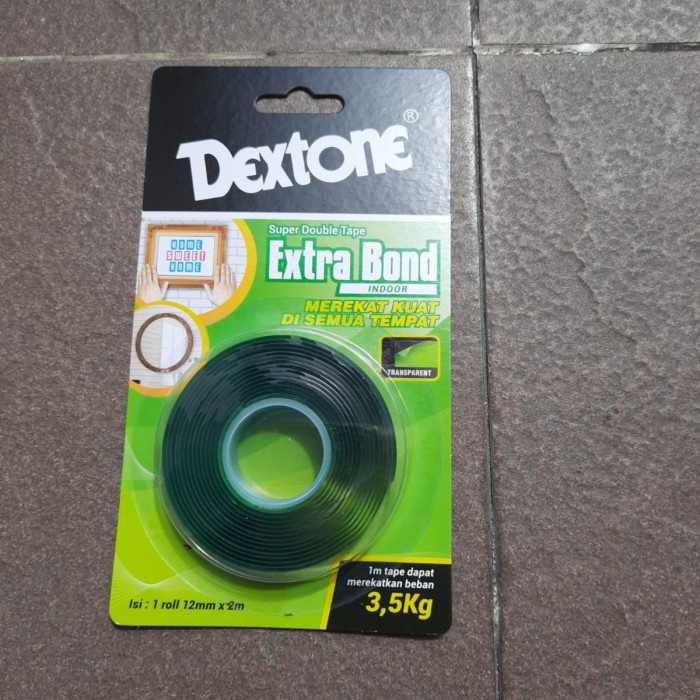 Dextone®
HOME
SWEET
HOME
Super Double Tape
Extra Bond
INDOOR
MEREKAT KUAT
DI SEMUA TEMPAT
TRANSPARENT
1m tape dapat
merekatkan beban
3,5Kg
Isi : 1 roll 12mm x 2m